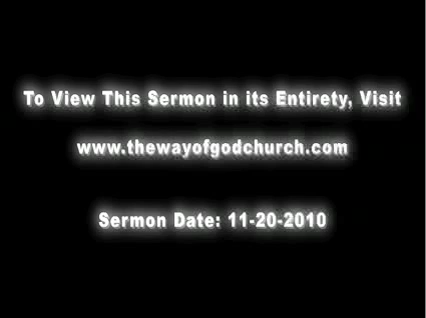 To View This Sermon in its Entirety, Visit
www.thewayofgodchurch.com
Sermon Date: 11-20-2010